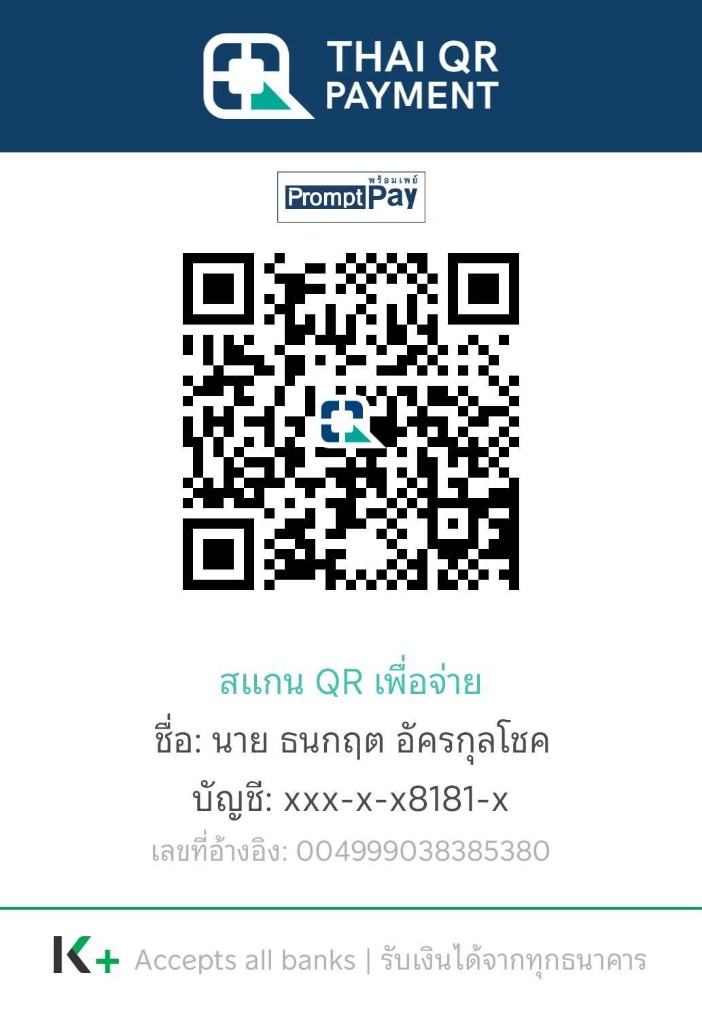 THAI QR
PAYMENT
พร้อมเพย์
PromptPay
สแกน QR เพื่อจ่าย
ชื่อ: นาย ธนกฤต อัครกุลโชค
บัญชี: xxx-x-x8181-x
เลขที่อ้างอิง: 004999038385380
K+ Accepts all banks | รับเงินได้จากทุกธนาคาร